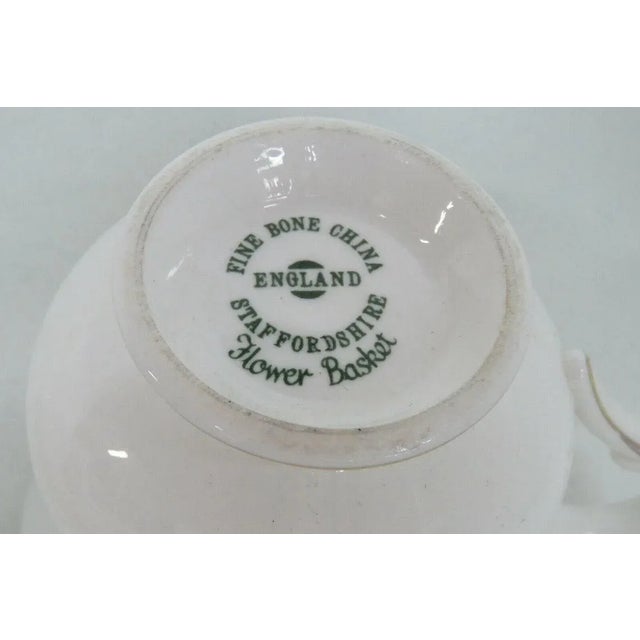 FINE BONE CHINA
ENGLAND
STAFFORDSHIRE
Flower Basket